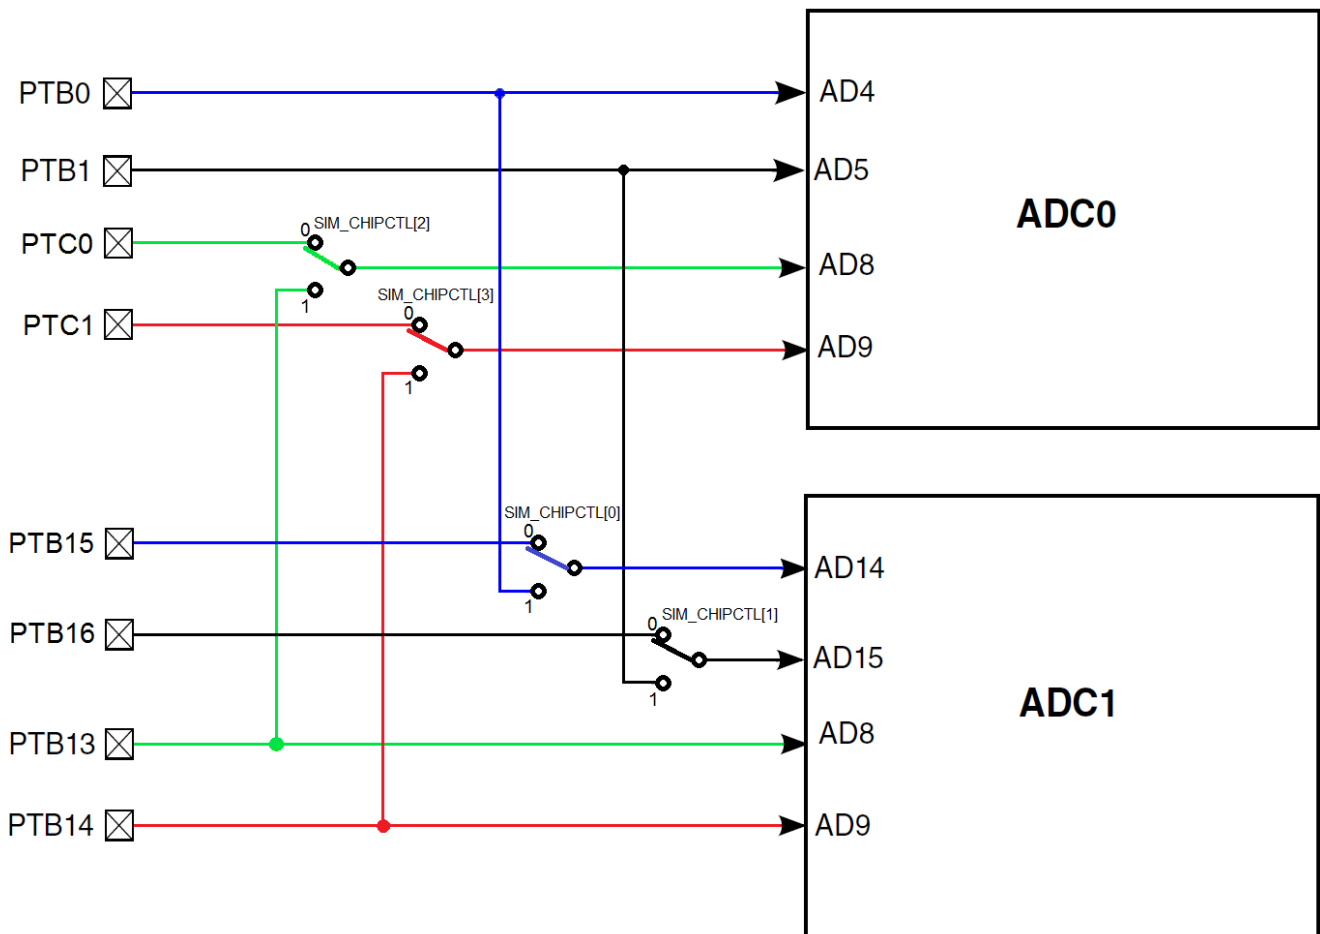 PTB0
AD4
PTB1
AD5
ADC0
PTC0
0
SIM_CHIPCTL[2]
AD8
1
SIM_CHIPCTL[3]
PTC1
0
AD9
1
SIM_CHIPCTL[0]
PTB15
0
AD14
1
SIM_CHIPCTL[1]
PTB16
0
AD15
1
ADC1
PTB13
AD8
PTB14
AD9